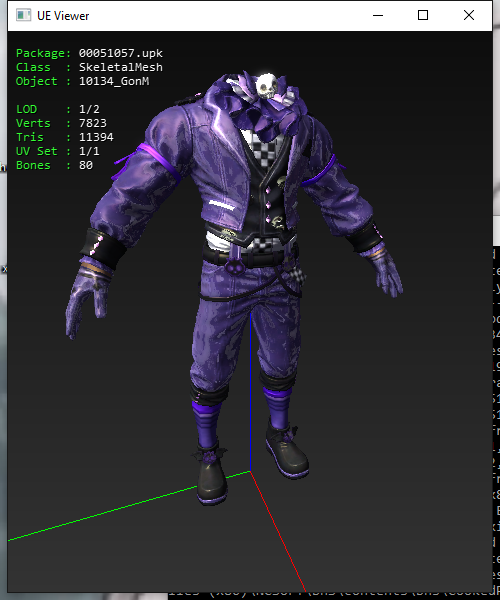 UE Viewer
Package: 00051057.upk
Class : SkeletalMesh
Object : 10134_GonM
LOD : 1/2
Verts : 7823
Tris : 11394
UV Set : 1/1
Bones : 80